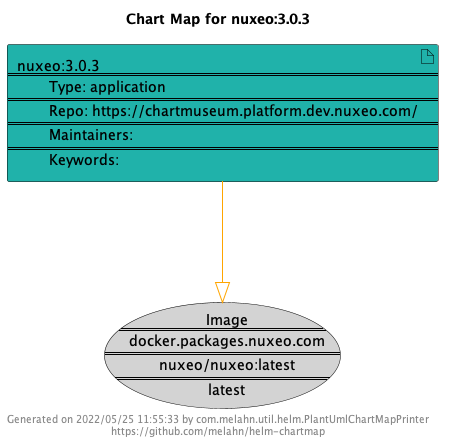 Chart Map for nuxeo:3.0.3
nuxeo:3.0.3
Type: application
Repo: https://chartmuseum.platform.dev.nuxeo.com/
Maintainers:
Keywords:
Image
docker.packages.nuxeo.com
nuxeo/nuxeo:latest
latest
Generated on 2022/05/25 11:55:33 by com.melahn.util.helm.PlantUmlChartMapPrinter
https://github.com/melahn/helm-chartmap